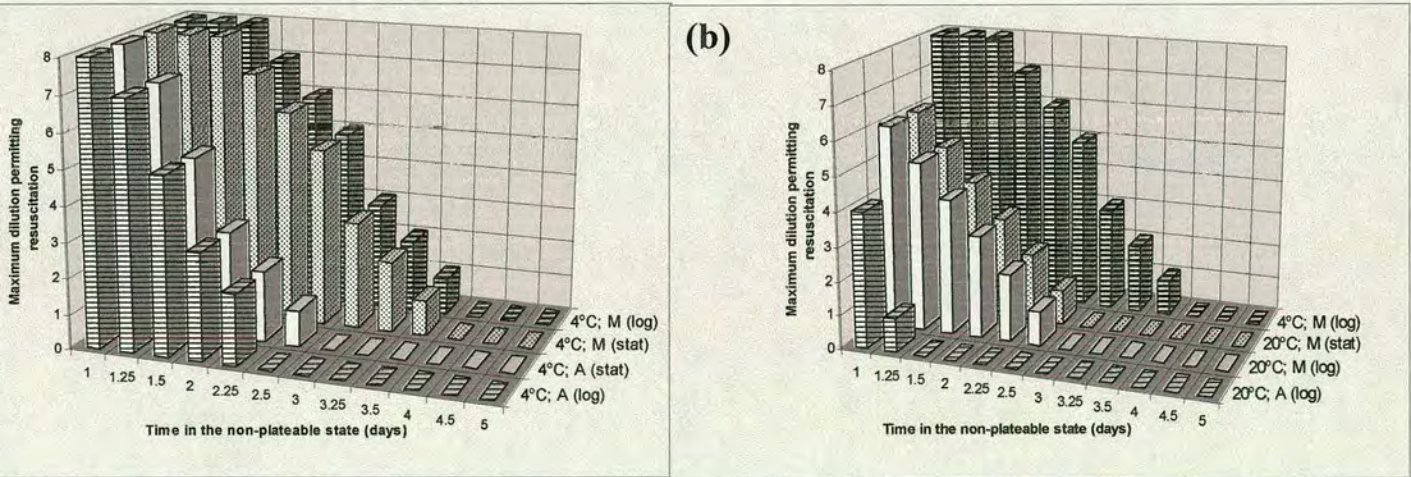 8
7
6
5
4
3
2
1
0
Maximum dilution permitting
resuscitation
1
1.25
1.5
2
2.25
2.5
3
3.25
3.5
4
4.5
5
Time in the non-plateable state (days)
4°C; M (log)
4°C; M (stat)
4°C; A (stat)
4°C; A (log)
(b)
8
7
6
5
4
3
2
1
0
Maximum dilution permitting
resuscitation
1
1.25
1.5
2
2.25
2.5
3
3.25
3.5
4
4.5
5
Time in the non-plateable state (days)
4°C; M (log)
20°C; M (stat)
20°C; M (log)
20°C; A (log)